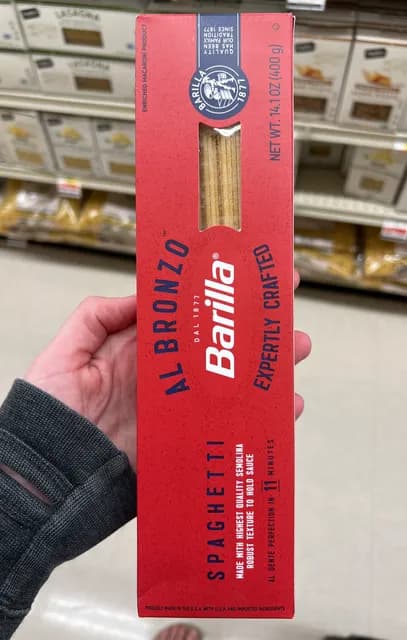 ENRICHED MACARONI PRODUCT
QUALITY
HAS BEEN
OUR FAMILY
TRADITION
SINCE 1877
BARILLA
1877
NET WT. 14.1 OZ (400 g)
AL BRONZO™
DAL 1877
Barilla®
EXPERTLY CRAFTED
SPAGHETTI
MADE WITH HIGHEST QUALITY SEMOLINA
ROBUST TEXTURE TO HOLD SAUCE
AL DENTE PERFECTION IN 11 MINUTES
LASAGNA